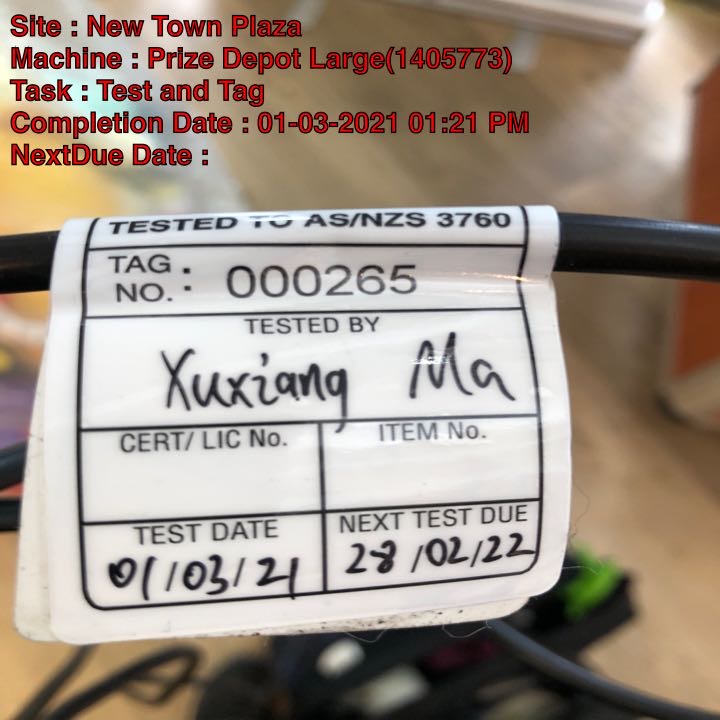 Site : New Town Plaza
Machine : Prize Depot Large(1405773)
Task : Test and Tag
Completion Date : 01-03-2021 01:21 PM
NextDue Date :
TESTED TO AS/NZS 3760
TAG NO. : 000265
TESTED BY
Xuxiang Ma
CERT/ LIC No. ITEM No.
TEST DATE NEXT TEST DUE
01/03/21 28/02/22